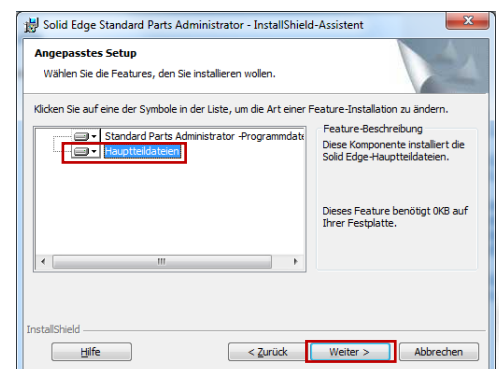 Solid Edge Standard Parts Administrator - InstallShield-Assistent
Angepasstes Setup
Wählen Sie die Features, den Sie installieren wollen.
Klicken Sie auf eine der Symbole in der Liste, um die Art einer Feature-Installation zu ändern.
Standard Parts Administrator -Programmdate
Hauptteildateien
Feature-Beschreibung
Diese Komponente installiert die
Solid Edge-Hauptteildateien.
Dieses Feature benötigt 0KB auf
Ihrer Festplatte.
InstallShield
Hilfe
< Zurück
Weiter >
Abbrechen